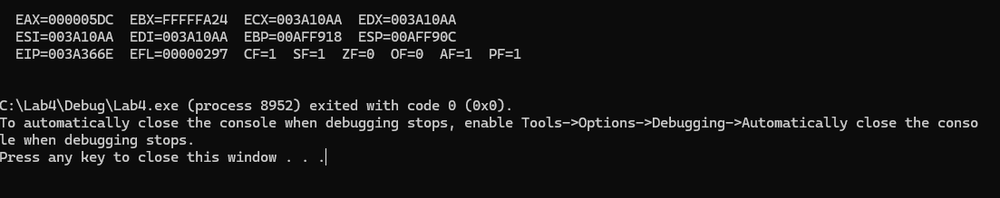 EAX=000005DC  EBX=FFFFFA24  ECX=003A10AA  EDX=003A10AA
ESI=003A10AA  EDI=003A10AA  EBP=00AFF918  ESP=00AFF90C
EIP=003A366E  EFL=00000297  CF=1  SF=1  ZF=0  OF=0  AF=1  PF=1
C:\Lab4\Debug\Lab4.exe (process 8952) exited with code 0 (0x0).
To automatically close the console when debugging stops, enable Tools->Options->Debugging->Automatically close the conso
le when debugging stops.
Press any key to close this window . . .